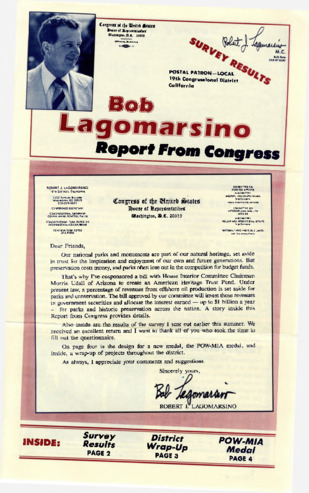 Congress of the United States
House of Representatives
Washington, D.C. 20515
Robert J. Lagomarsino
M.C.
SURVEY RESULTS
POSTAL PATRON—LOCAL
19th Congressional District
California
Bob
Lagomarsino
Report From Congress
ROBERT J. LAGOMARSINO
Congress of the United States
House of Representatives
Washington, D.C. 20515
Dear Friends,
Our national parks and monuments are part of our natural heritage, set aside
in trust for the inspiration and enjoyment of our own and future generations. But
preservation costs money, and parks often lose out in the competition for budget funds.
That's why I've cosponsored a bill with House Interior Committee Chairman
Morris Udall of Arizona to create an American Heritage Trust Fund. Under
present law, a percentage of revenues from offshore oil production is set aside for
parks and conservation. The bill approved by our committee will invest those revenues
in government securities and allocate the interest earned — up to $1 billion a year
— for parks and historic preservation across the nation. A story inside this
Report from Congress provides details.
Also inside are the results of the survey I sent out earlier this summer. We
received an excellent return and I want to thank all of you who took the time to
fill out the questionnaire.
On page four is the design for a new medal, the POW-MIA medal, and
inside, a wrap-up of projects throughout the district.
As always, I appreciate your comments and suggestions.
Sincerely yours,
Bob Lagomarsino
ROBERT J. LAGOMARSINO
INSIDE:
Survey
Results
PAGE 2
District
Wrap-Up
PAGE 3
POW-MIA
Medal
PAGE 4